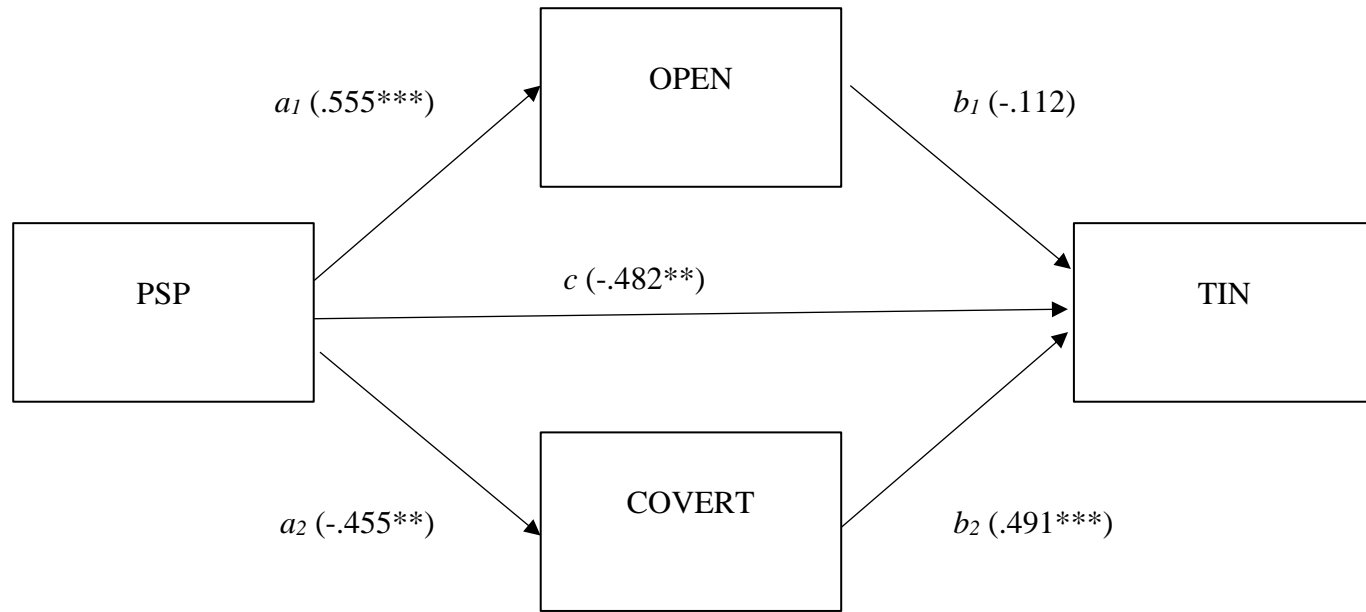 OPEN
a1 (.555***)
b1 (-.112)
PSP
c (-.482**)
TIN
COVERT
a2 (-.455**)
b2 (.491***)